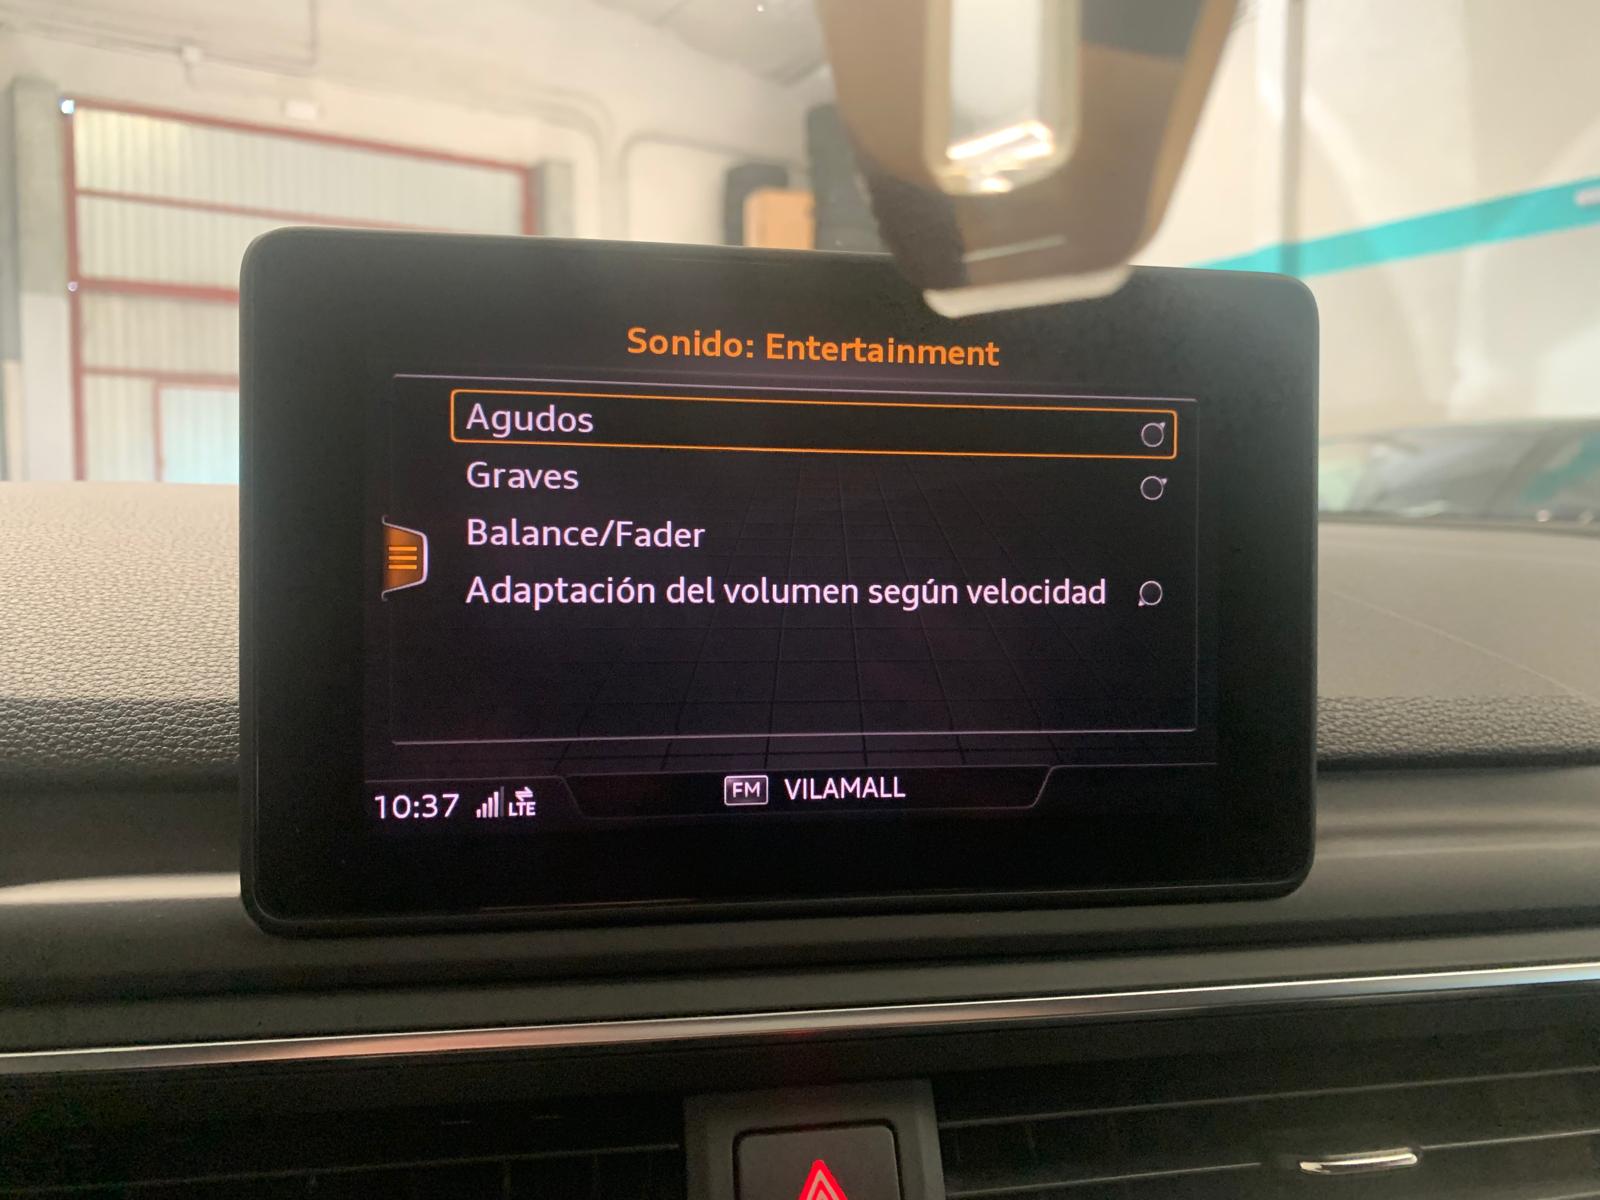 Sonido: Entertainment
Agudos
Graves
Balance/Fader
Adaptación del volumen según velocidad
10:37 LTE
FM VILAMALL